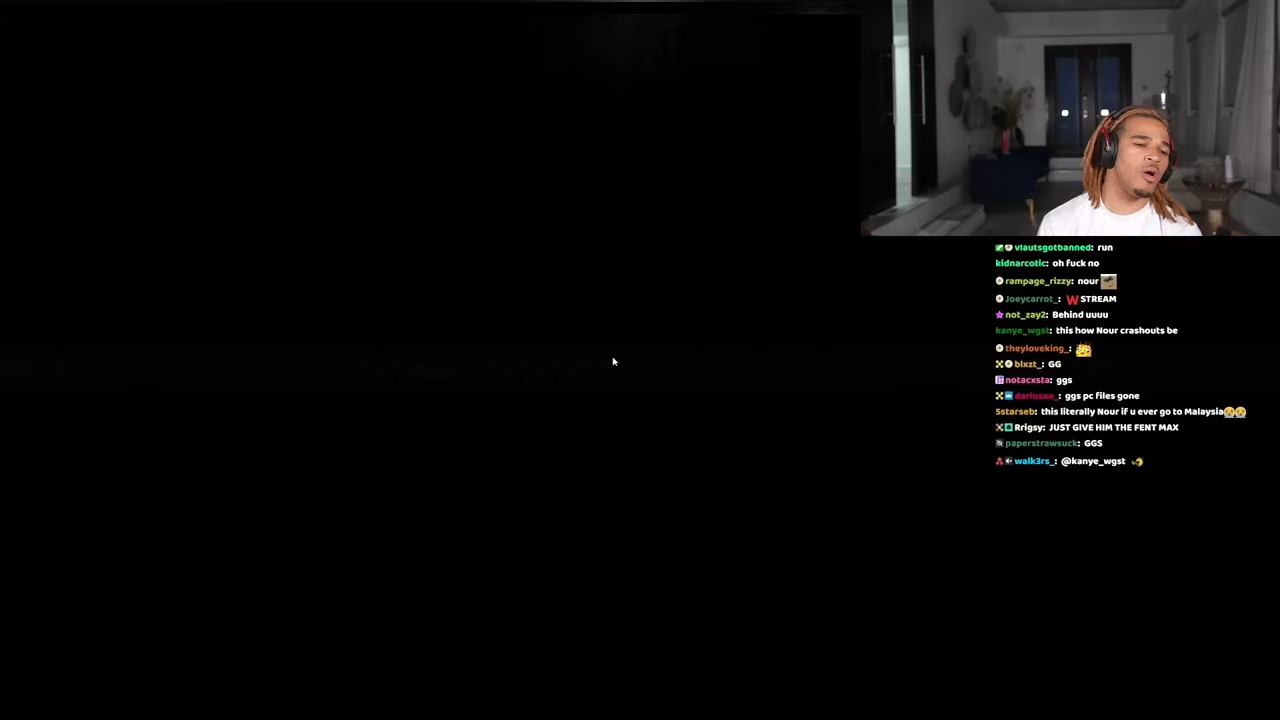 vlautsgotbanned: run
kidnarcotic: oh fuck no
rampage_rizzy: nour
Joeycarrot_: W STREAM
not_zay2: Behind uuuu
kanye_wgst: this how Nour crashouts be
theyloveking_:
blxzt_: GG
notacxsta: ggs
dariusxo_: ggs pc files gone
5starseb: this literally Nour if u ever go to Malaysia
Rrigsy: JUST GIVE HIM THE FENT MAX
paperstrawsuck: GGS
walk3rs_: @kanye_wgst